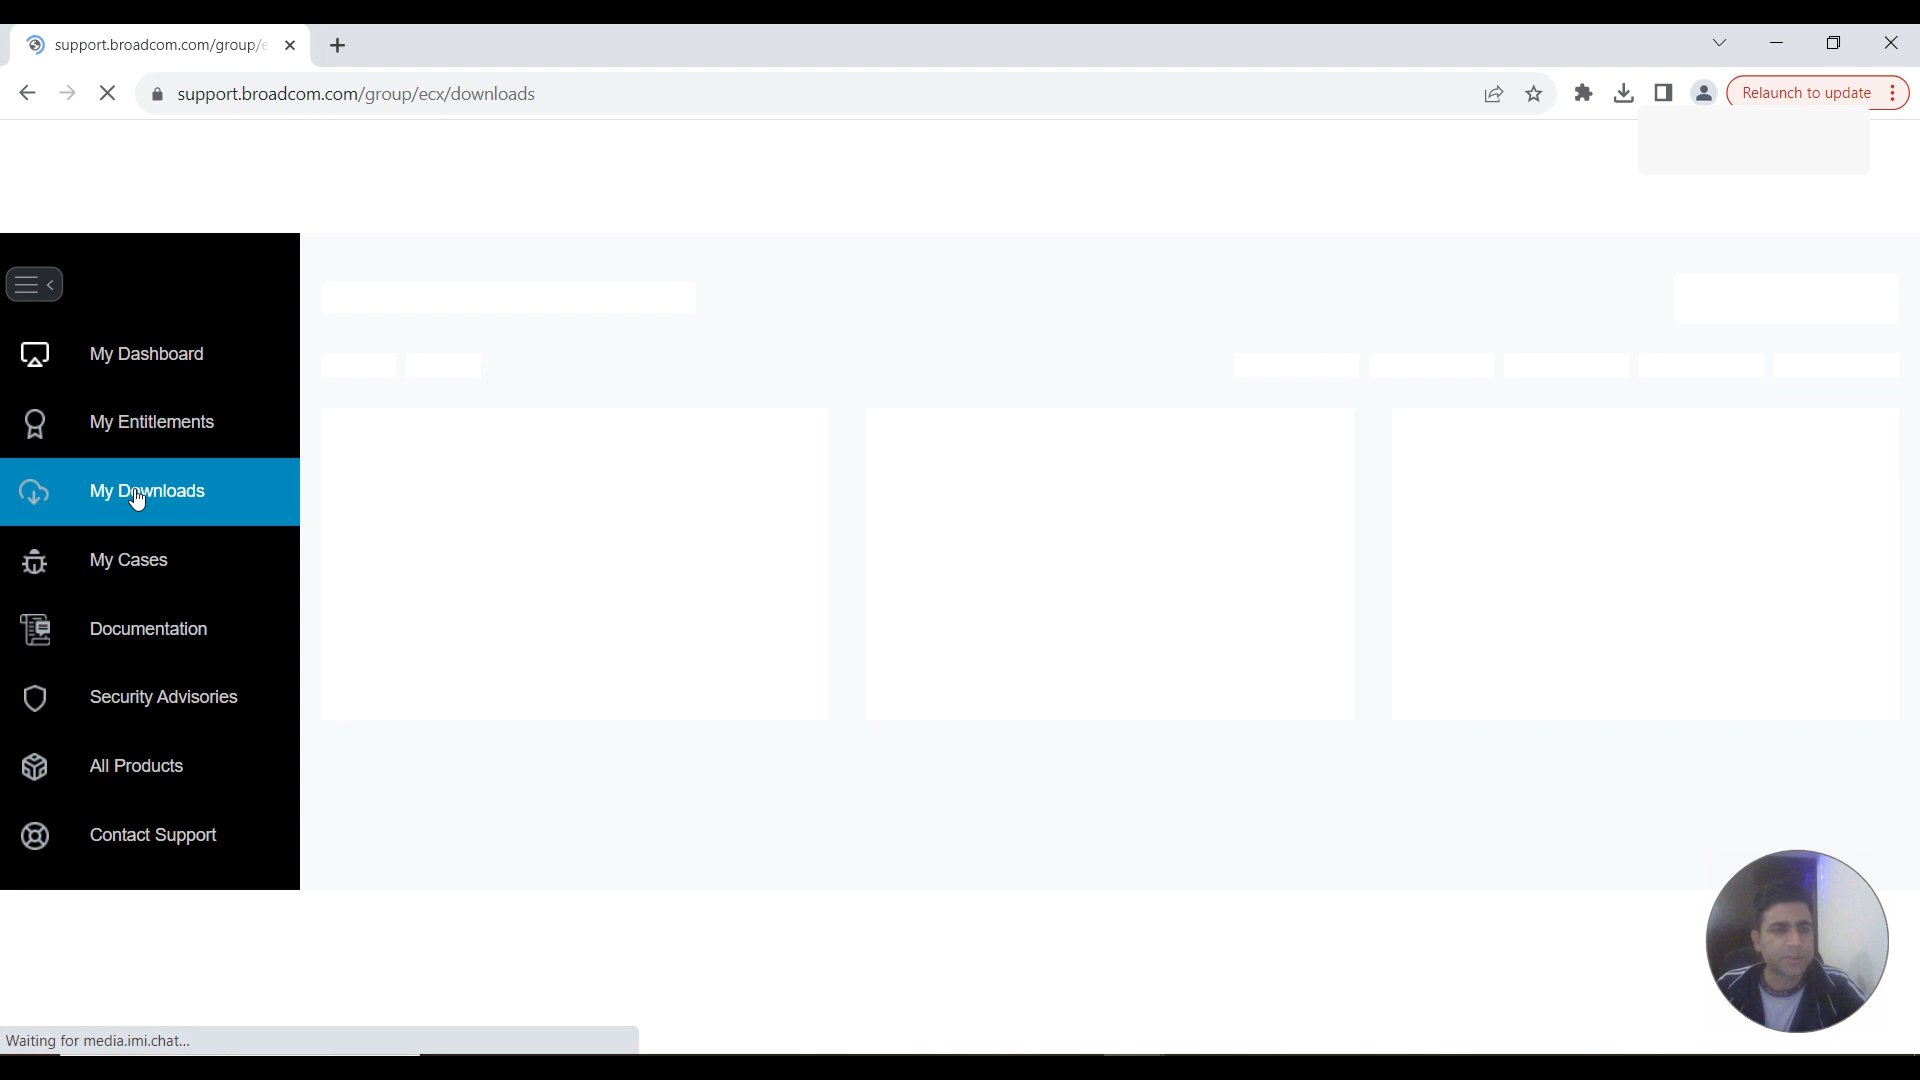 support.broadcom.com/group/e
support.broadcom.com/group/ecx/downloads
Relaunch to update
My Dashboard
My Entitlements
My Downloads
My Cases
Documentation
Security Advisories
All Products
Contact Support
Waiting for media.imi.chat...